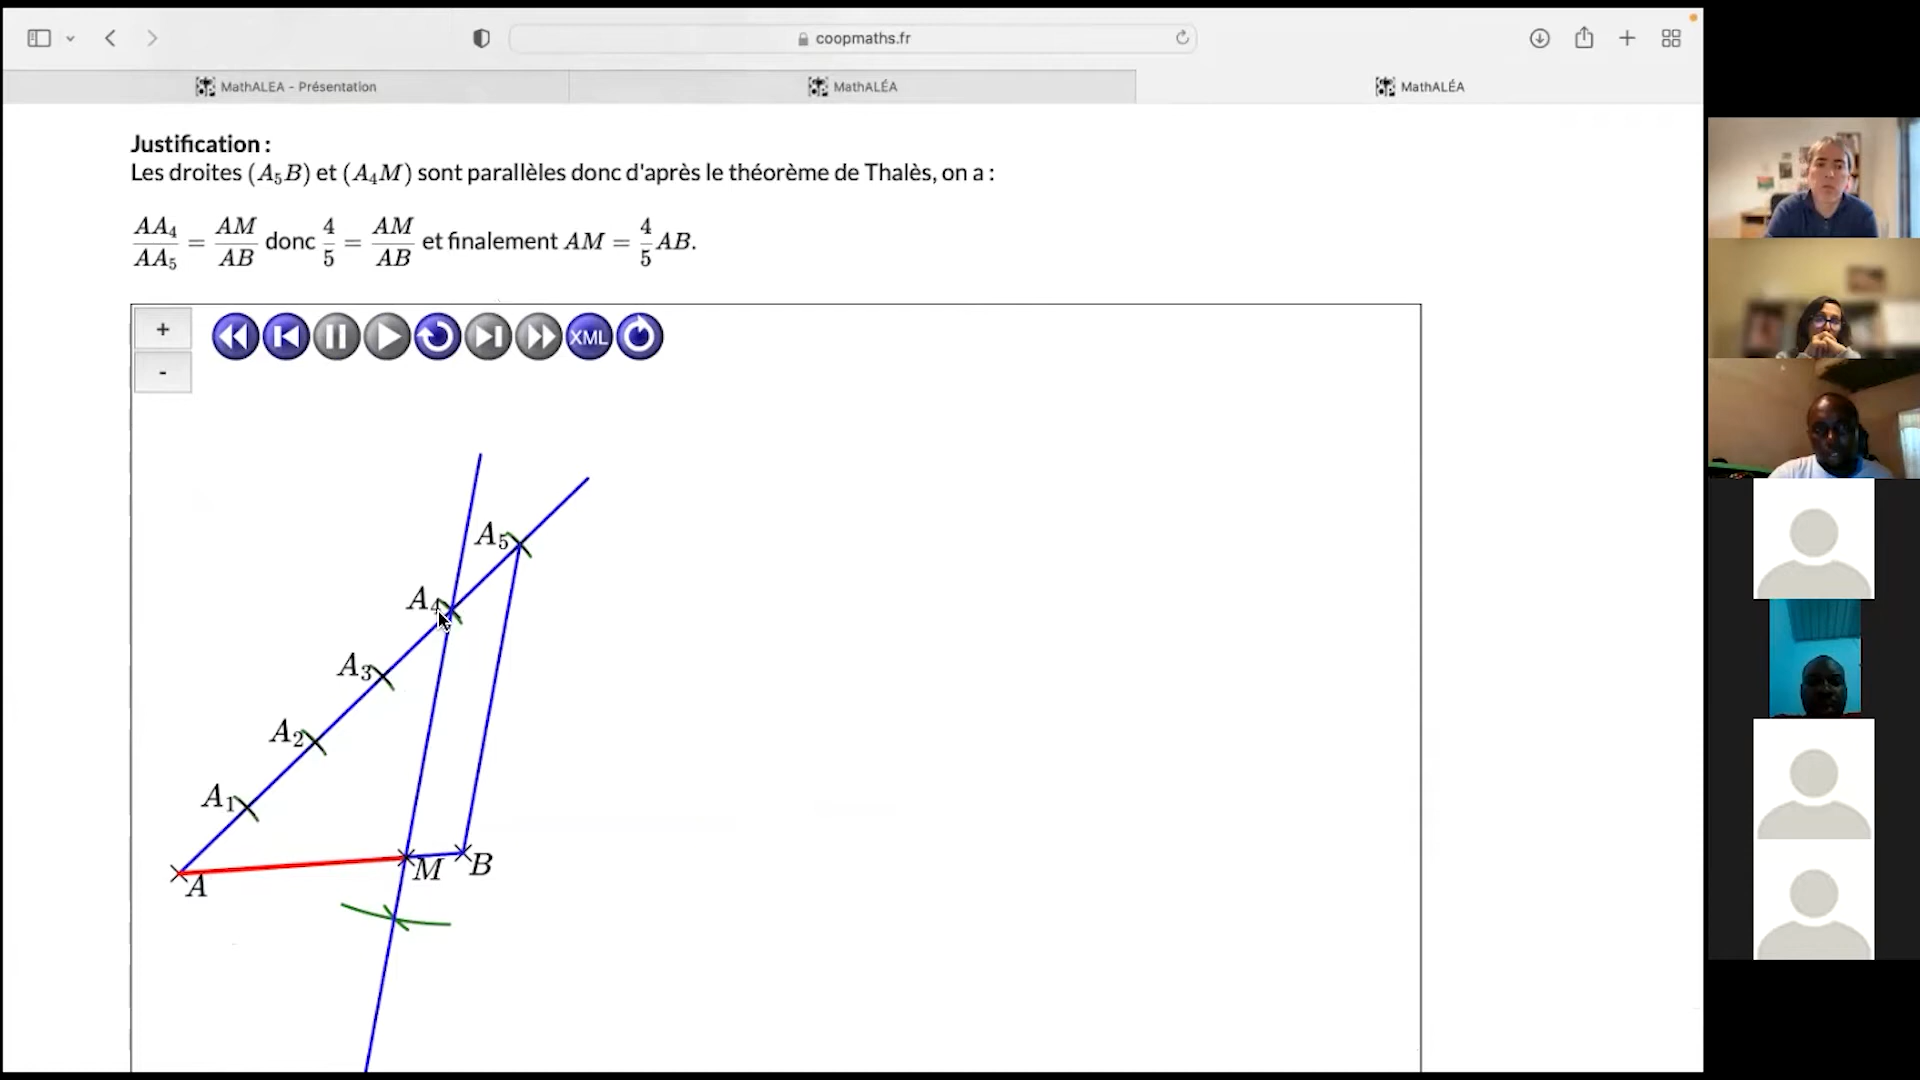 coopmaths.fr
MathALEA - Présentation
MathALÉA
MathALÉA
Justification :
Les droites (A₅B) et (A₄M) sont parallèles donc d'après le théorème de Thalès, on a :
AA₄/AA₅ = AM/AB donc 4/5 = AM/AB et finalement AM = 4/5 AB.
+
XML
-
A₅
A₄
A₃
A₂
A₁
M
B
A